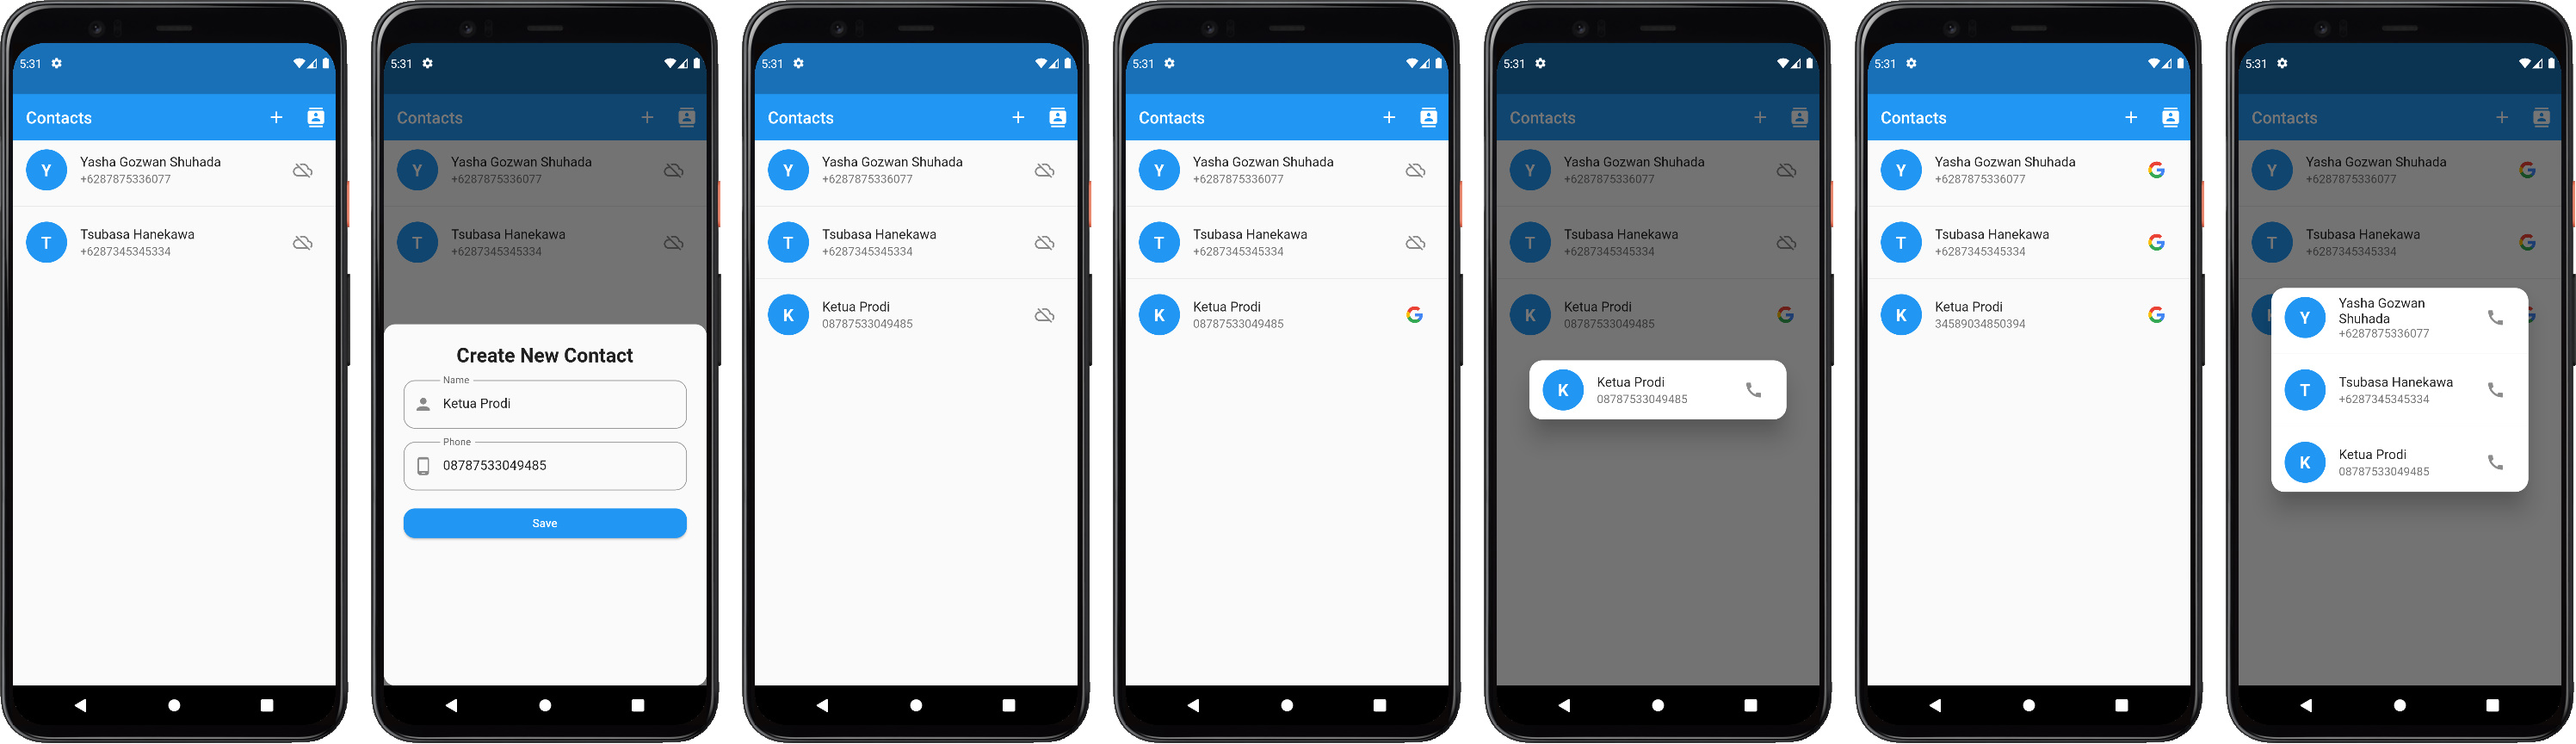 5:31
Contacts
Y
Yasha Gozwan Shuhada
+6287875336077
T
Tsubasa Hanekawa
+6287345345334
5:31
Contacts
Y
Yasha Gozwan Shuhada
+6287875336077
T
Tsubasa Hanekawa
+6287345345334
Create New Contact
Name
Ketua Prodi
Phone
08787533049485
Save
5:31
Contacts
Y
Yasha Gozwan Shuhada
+6287875336077
T
Tsubasa Hanekawa
+6287345345334
K
Ketua Prodi
08787533049485
5:31
Contacts
Y
Yasha Gozwan Shuhada
+6287875336077
T
Tsubasa Hanekawa
+6287345345334
K
Ketua Prodi
08787533049485
G
5:31
Contacts
Y
Yasha Gozwan Shuhada
+6287875336077
T
Tsubasa Hanekawa
+6287345345334
K
Ketua Prodi
08787533049485
G
K
Ketua Prodi
08787533049485
5:31
Contacts
Y
Yasha Gozwan Shuhada
+6287875336077
G
T
Tsubasa Hanekawa
+6287345345334
G
K
Ketua Prodi
34589034850394
G
5:31
Contacts
Y
Yasha Gozwan Shuhada
+6287875336077
G
T
Tsubasa Hanekawa
+6287345345334
G
Y
Yasha Gozwan
Shuhada
+6287875336077
T
Tsubasa Hanekawa
+6287345345334
K
Ketua Prodi
08787533049485